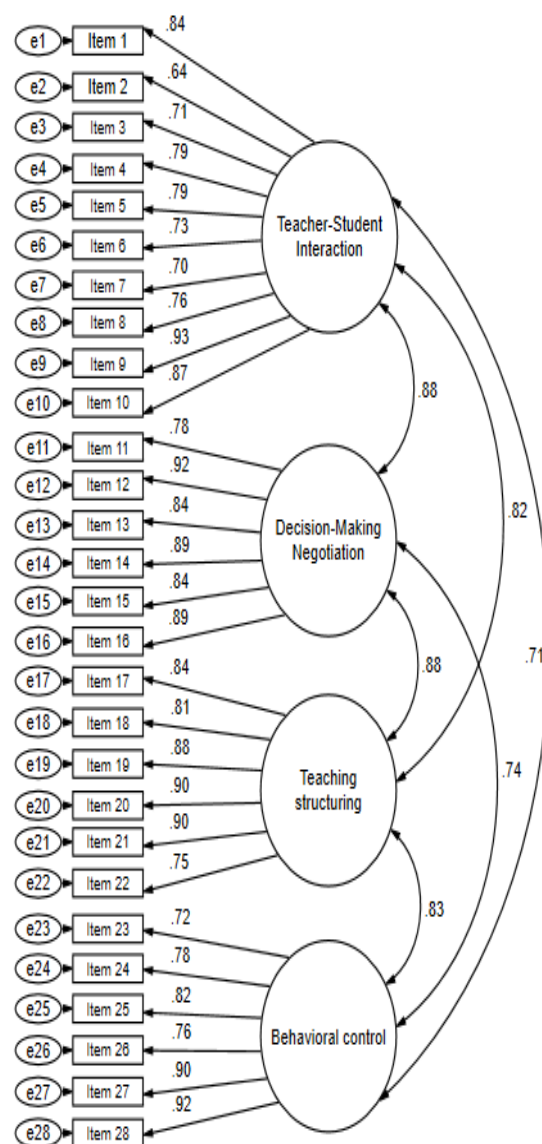 .84
e1 Item 1
.64
e2 Item 2
.71
e3 Item 3
.79
e4 Item 4
.79
e5 Item 5
.73
e6 Item 6
.70
e7 Item 7
.76
e8 Item 8
.93
e9 Item 9
.87
e10 Item 10
Teacher-Student
Interaction
.88
.78
e11 Item 11
.92
e12 Item 12
.84
e13 Item 13
.89
e14 Item 14
.84
e15 Item 15
.89
e16 Item 16
Decision-Making
Negotiation
.82
.71
.88
.74
.84
e17 Item 17
.81
e18 Item 18
.88
e19 Item 19
.90
e20 Item 20
.90
e21 Item 21
.75
e22 Item 22
Teaching
structuring
.83
.72
e23 Item 23
.78
e24 Item 24
.82
e25 Item 25
.76
e26 Item 26
.90
e27 Item 27
.92
e28 Item 28
Behavioral control